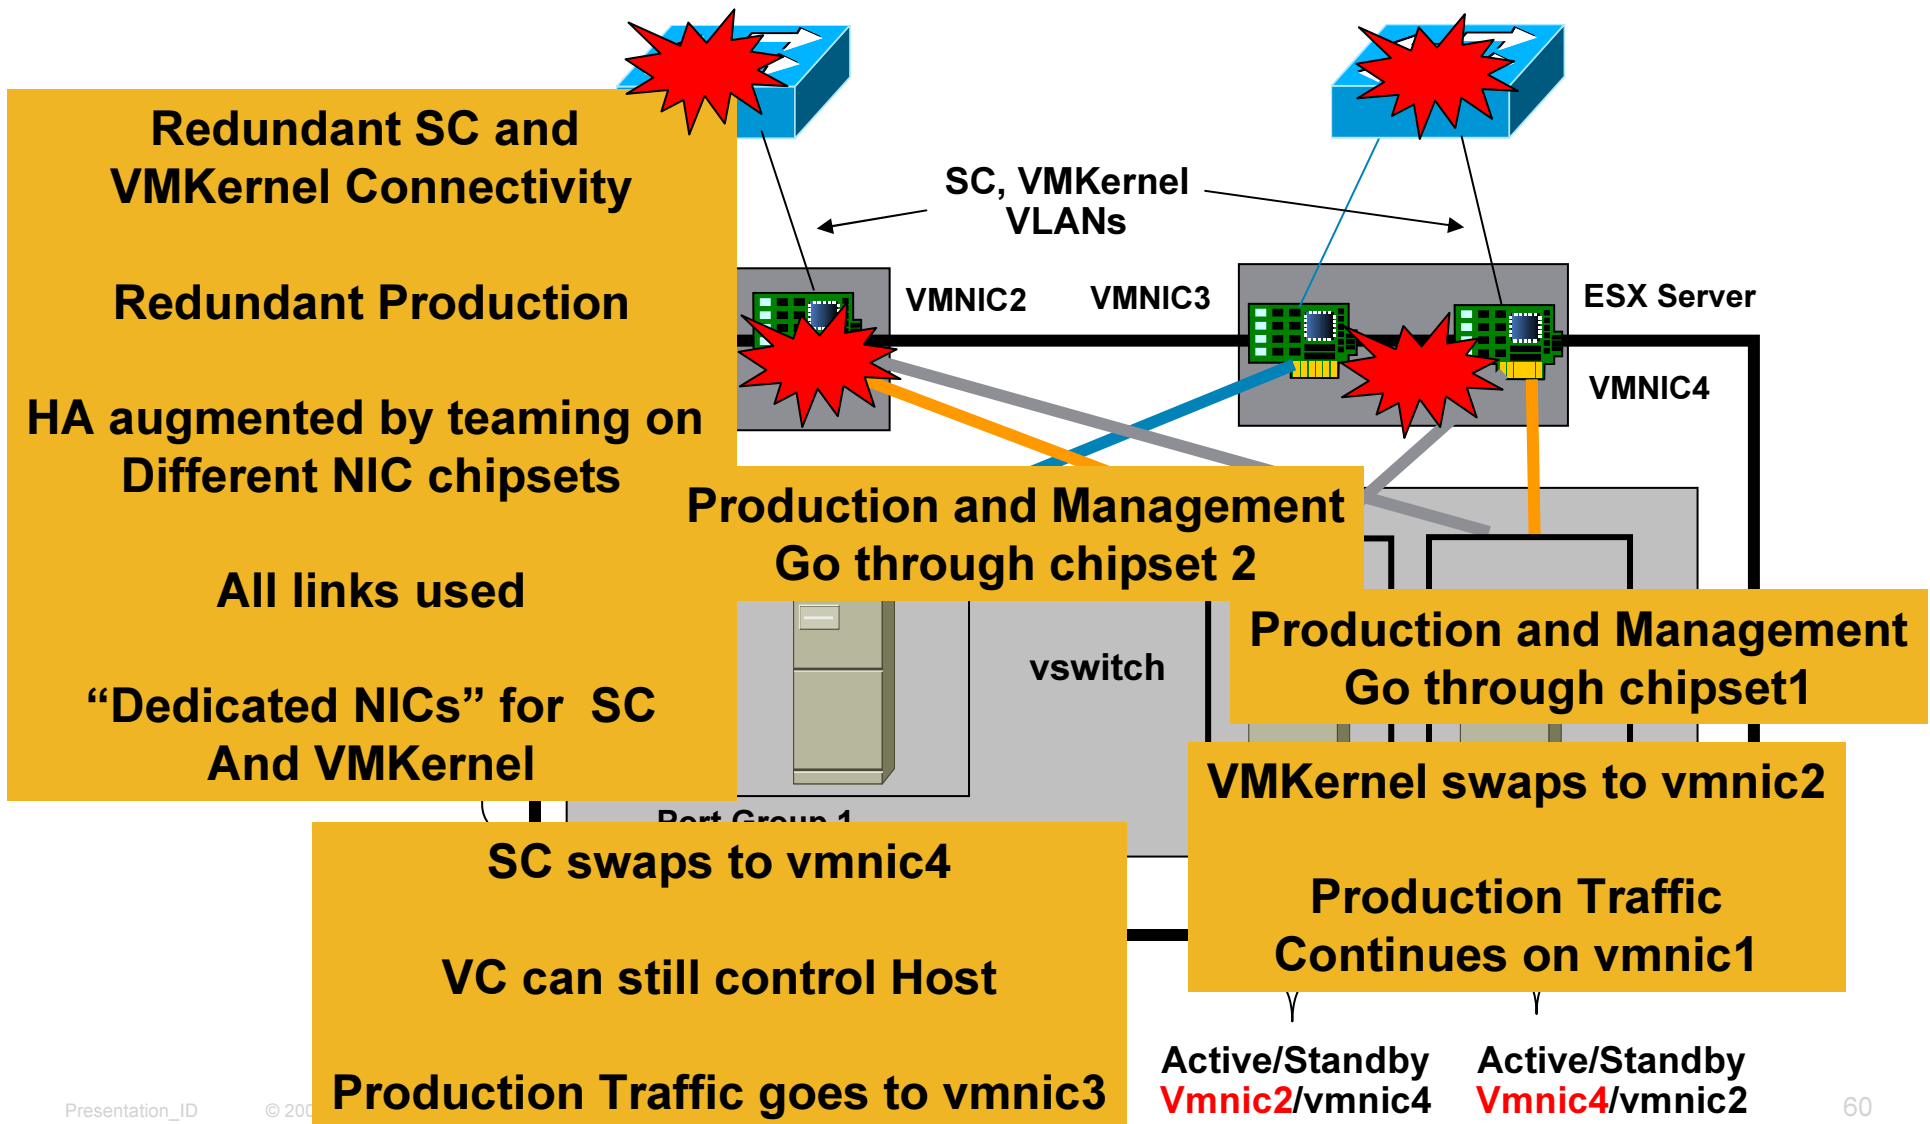 Redundant SC and
VMKernel Connectivity
Redundant Production
HA augmented by teaming on
Different NIC chipsets
All links used
“Dedicated NICs” for SC
And VMKernel
SC, VMKernel
VLANs
VMNIC2
VMNIC3
ESX Server
VMNIC4
Production and Management
Go through chipset 2
vswitch
Production and Management
Go through chipset1
VMKernel swaps to vmnic2
Production Traffic
Continues on vmnic1
Port Group 1
SC swaps to vmnic4
VC can still control Host
Production Traffic goes to vmnic3
Active/Standby
Vmnic2/vmnic4
Active/Standby
Vmnic4/vmnic2
Presentation_ID
©
60